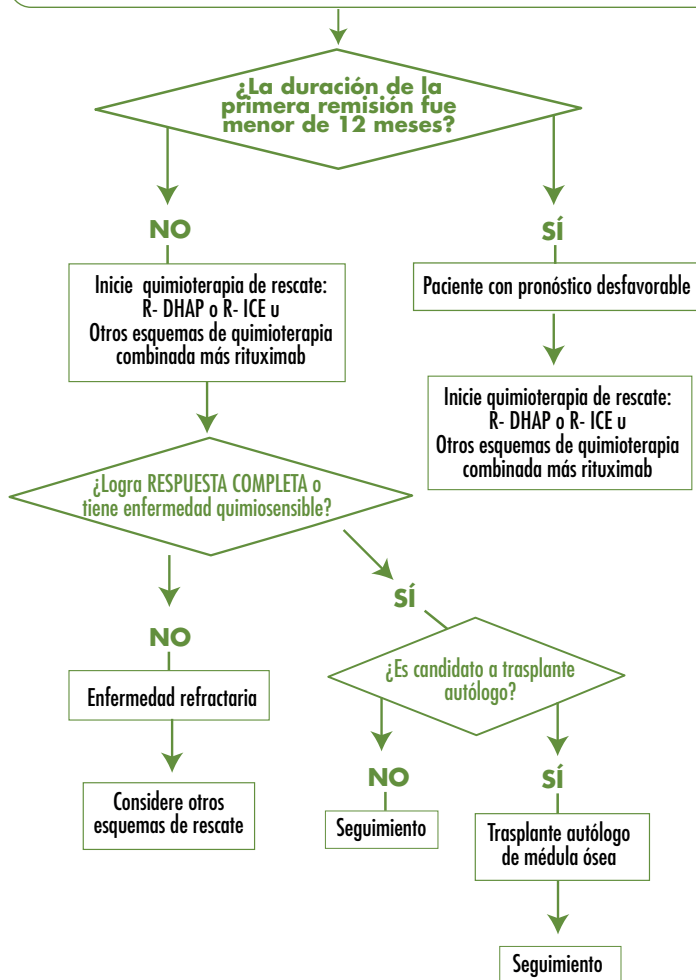 ¿La duración de la
primera remisión fue
menor de 12 meses?
NO
SÍ
Inicie quimioterapia de rescate:
R- DHAP o R- ICE u
Otros esquemas de quimioterapia
combinada más rituximab
Paciente con pronóstico desfavorable
Inicie quimioterapia de rescate:
R- DHAP o R- ICE u
Otros esquemas de quimioterapia
combinada más rituximab
¿Logra RESPUESTA COMPLETA o
tiene enfermedad quimiosensible?
NO
SÍ
Enfermedad refractaria
¿Es candidato a trasplante
autólogo?
Considere otros
esquemas de rescate
NO
SÍ
Seguimiento
Trasplante autólogo
de médula ósea
Seguimiento